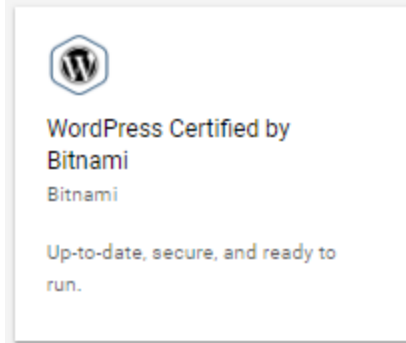 WordPress Certified by
Bitnami
Bitnami
Up-to-date, secure, and ready to
run.